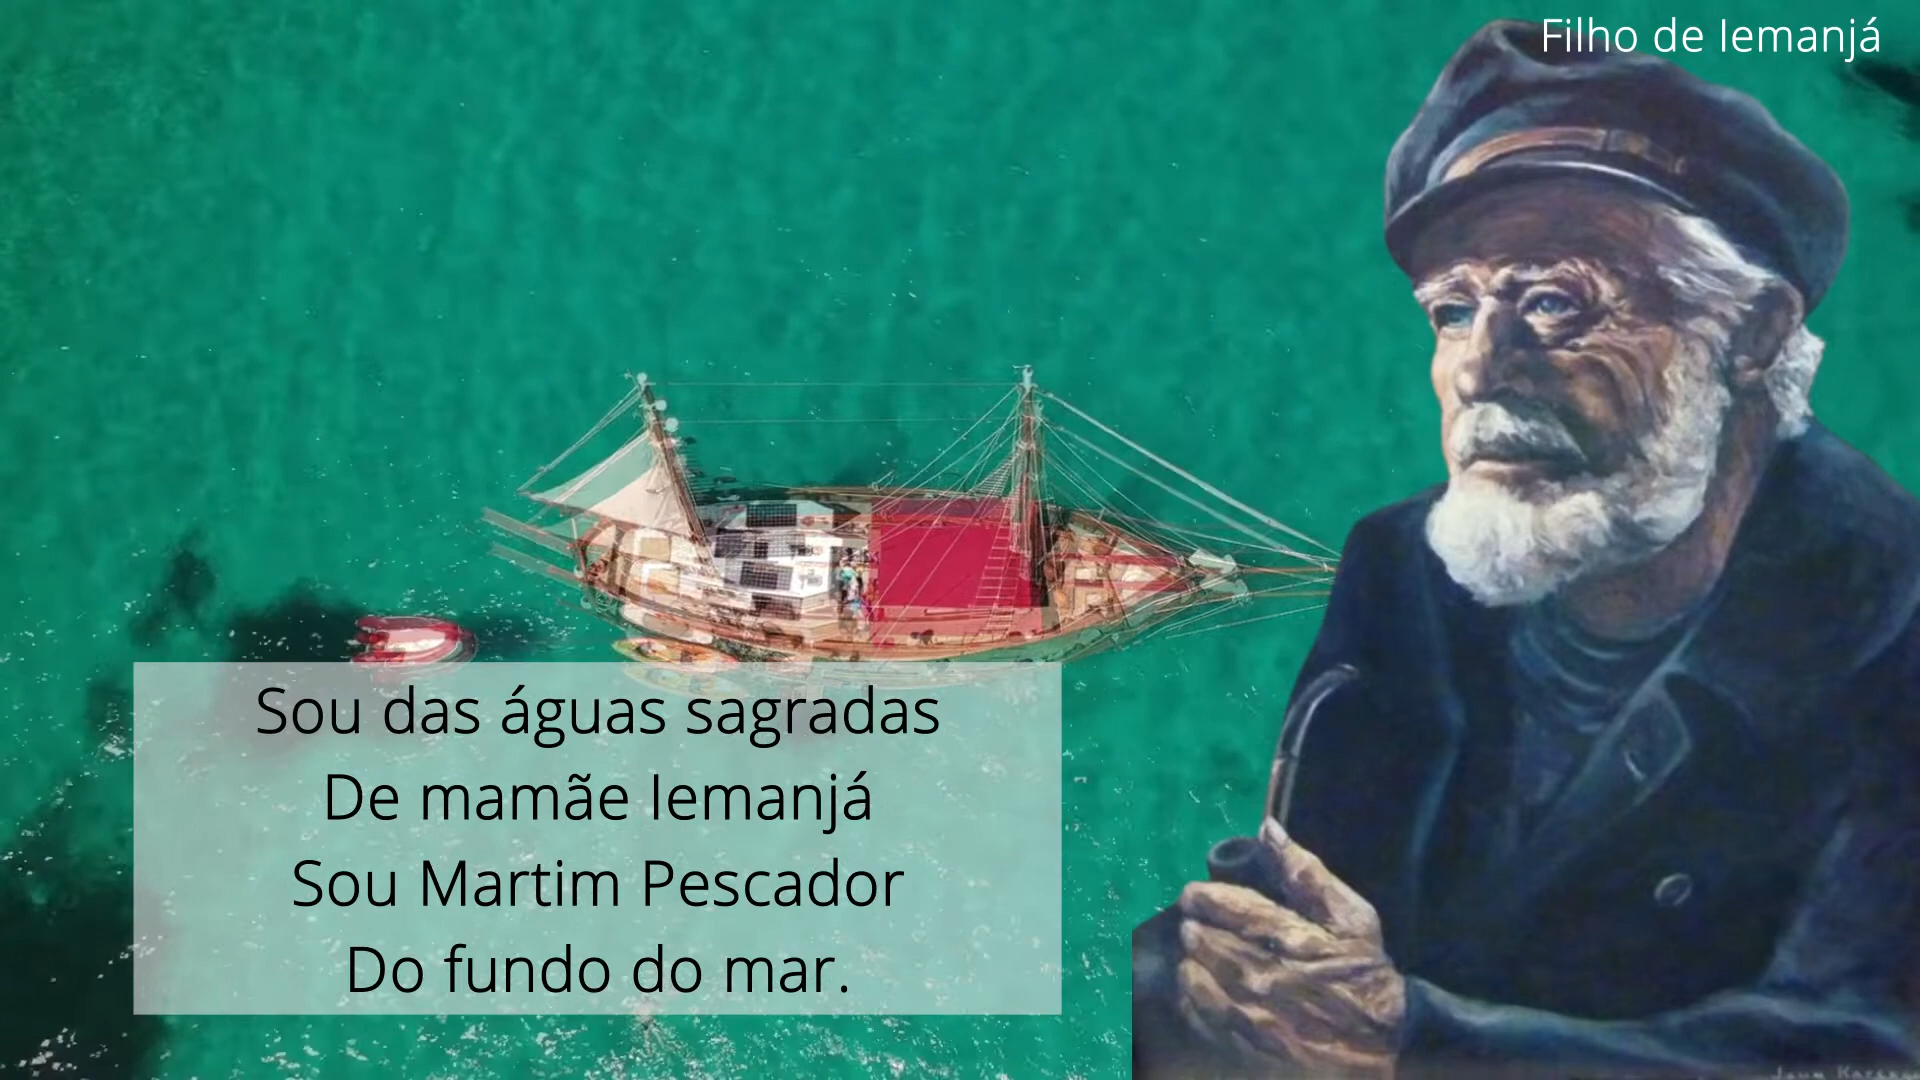 Filho de Iemanjá
Sou das águas sagradas
De mamãe Iemanjá
Sou Martim Pescador
Do fundo do mar.